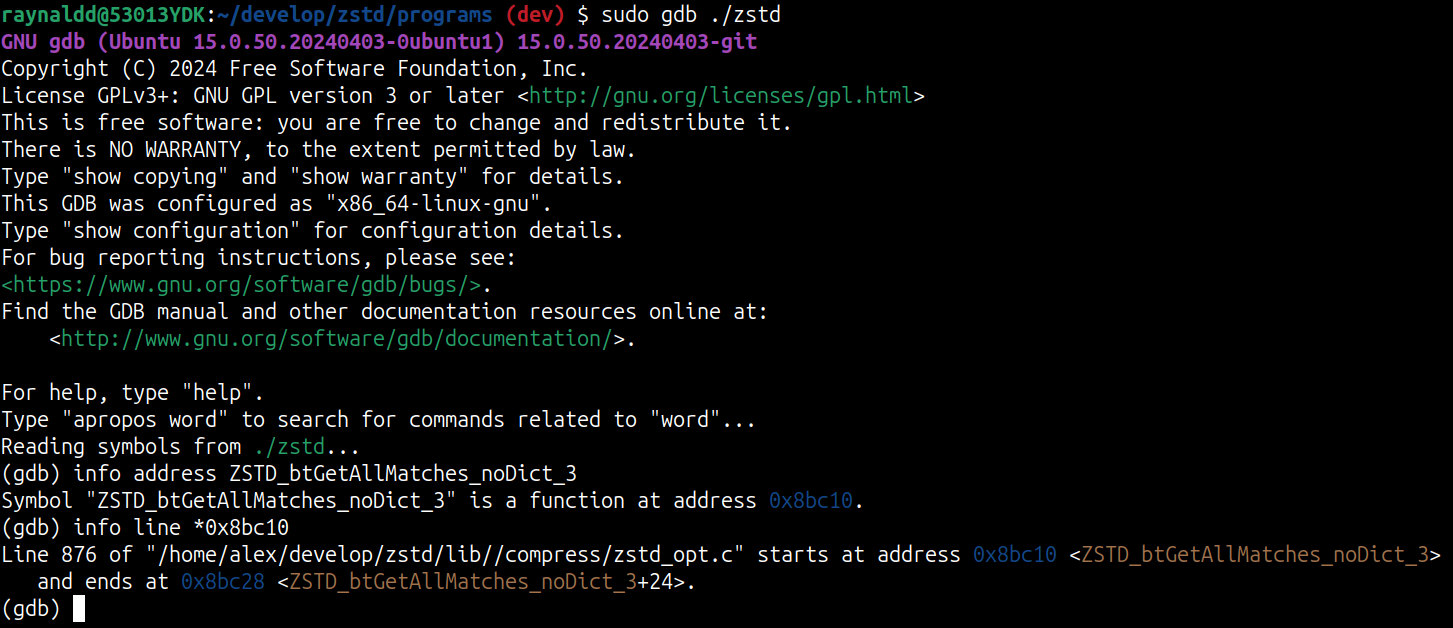 raynaldd@53013YDK:~/develop/zstd/programs (dev) $ sudo gdb ./zstd
GNU gdb (Ubuntu 15.0.50.20240403-0ubuntu1) 15.0.50.20240403-git
Copyright (C) 2024 Free Software Foundation, Inc.
License GPLv3+: GNU GPL version 3 or later <http://gnu.org/licenses/gpl.html>
This is free software: you are free to change and redistribute it.
There is NO WARRANTY, to the extent permitted by law.
Type "show copying" and "show warranty" for details.
This GDB was configured as "x86_64-linux-gnu".
Type "show configuration" for configuration details.
For bug reporting instructions, please see:
<https://www.gnu.org/software/gdb/bugs/>.
Find the GDB manual and other documentation resources online at:
    <http://www.gnu.org/software/gdb/documentation/>.

For help, type "help".
Type "apropos word" to search for commands related to "word"...
Reading symbols from ./zstd...
(gdb) info address ZSTD_btGetAllMatches_noDict_3
Symbol "ZSTD_btGetAllMatches_noDict_3" is a function at address 0x8bc10.
(gdb) info line *0x8bc10
Line 876 of "/home/alex/develop/zstd/lib//compress/zstd_opt.c" starts at address 0x8bc10 <ZSTD_btGetAllMatches_noDict_3>
   and ends at 0x8bc28 <ZSTD_btGetAllMatches_noDict_3+24>.
(gdb)